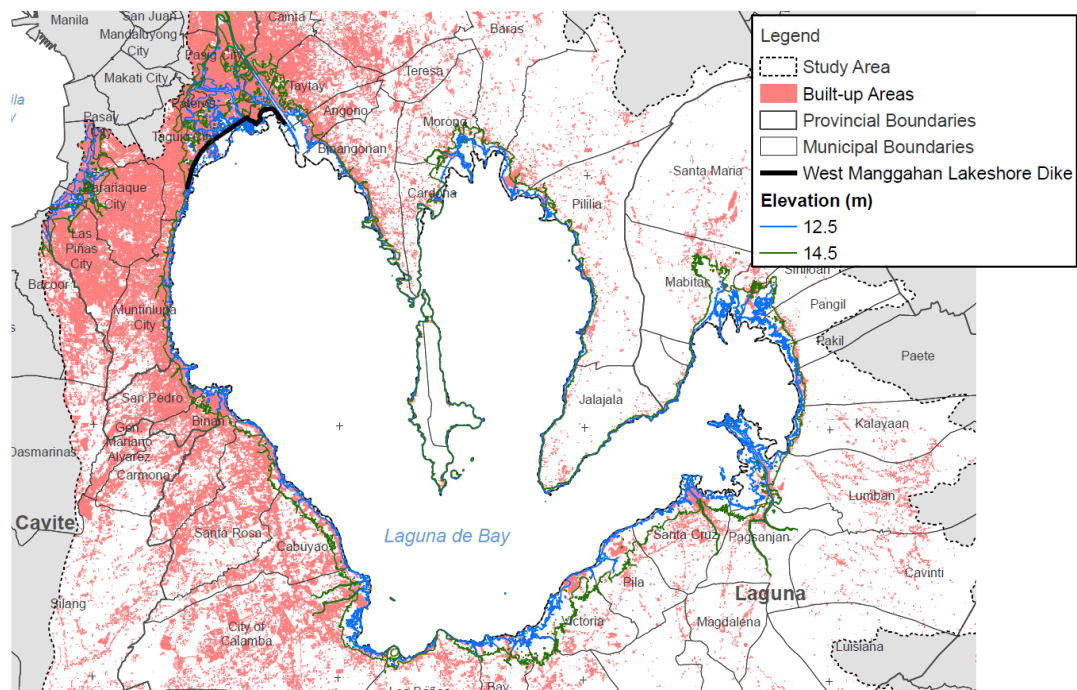 San Juan
Cainta
Manila
Mandaluyong
City
Baras
Pasig City
Makati City
Teresa
Taytay
Pateros
Angono
Pasay
Morong
Binangonan
Santa Maria
Parañaque
City
Cardona
Pililia
Las
Piñas
City
Bacoor
Mabitac
Siniloan
Pangil
Muntinlupa
City
Pakil
Paete
San Pedro
Jalajala
Biñan
Kalayaan
Gen.
Mariano
Alvarez
Dasmarinas
Carmona
Lumban
Cavite
Santa Rosa
Laguna de Bay
Santa Cruz
Pagsanjan
Cabuyao
Cavinti
Pila
Silang
Laguna
Victoria
Magdalena
City of
Calamba
Luisiana
Bay
Legend
Study Area
Built-up Areas
Provincial Boundaries
Municipal Boundaries
West Manggahan Lakeshore Dike
Elevation (m)
12.5
14.5